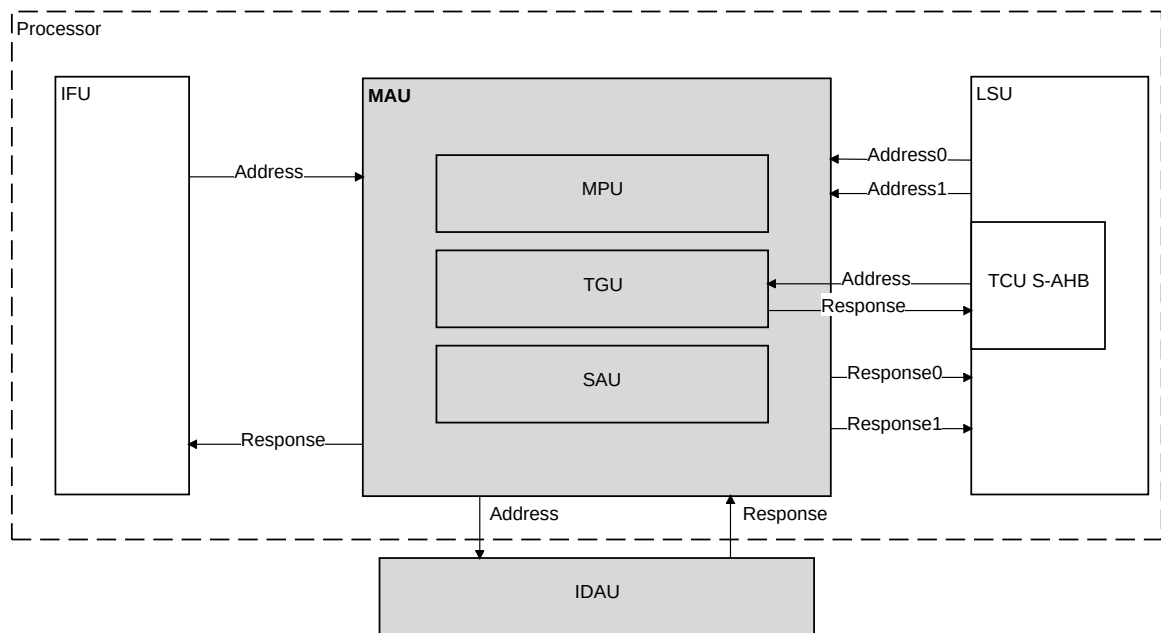 Processor
IFU
MAU
LSU
Address0
Address
MPU
Address1
TGU
Address
TCU S-AHB
Response
SAU
Response0
Response1
Response
Address
Response
IDAU